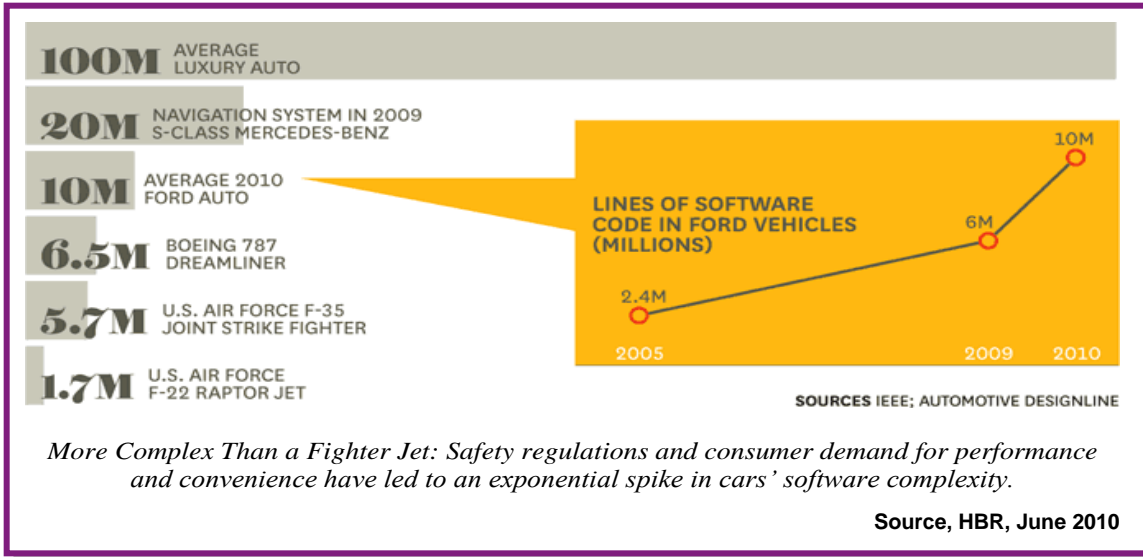 100M AVERAGE
LUXURY AUTO
20M NAVIGATION SYSTEM IN 2009
S-CLASS MERCEDES-BENZ
10M AVERAGE 2010
FORD AUTO
6.5M BOEING 787
DREAMLINER
5.7M U.S. AIR FORCE F-35
JOINT STRIKE FIGHTER
1.7M U.S. AIR FORCE
F-22 RAPTOR JET
LINES OF SOFTWARE
CODE IN FORD VEHICLES
(MILLIONS)
2.4M
6M
10M
2005
2009
2010
SOURCES IEEE; AUTOMOTIVE DESIGNLINE
More Complex Than a Fighter Jet: Safety regulations and consumer demand for performance
and convenience have led to an exponential spike in cars’ software complexity.
Source, HBR, June 2010